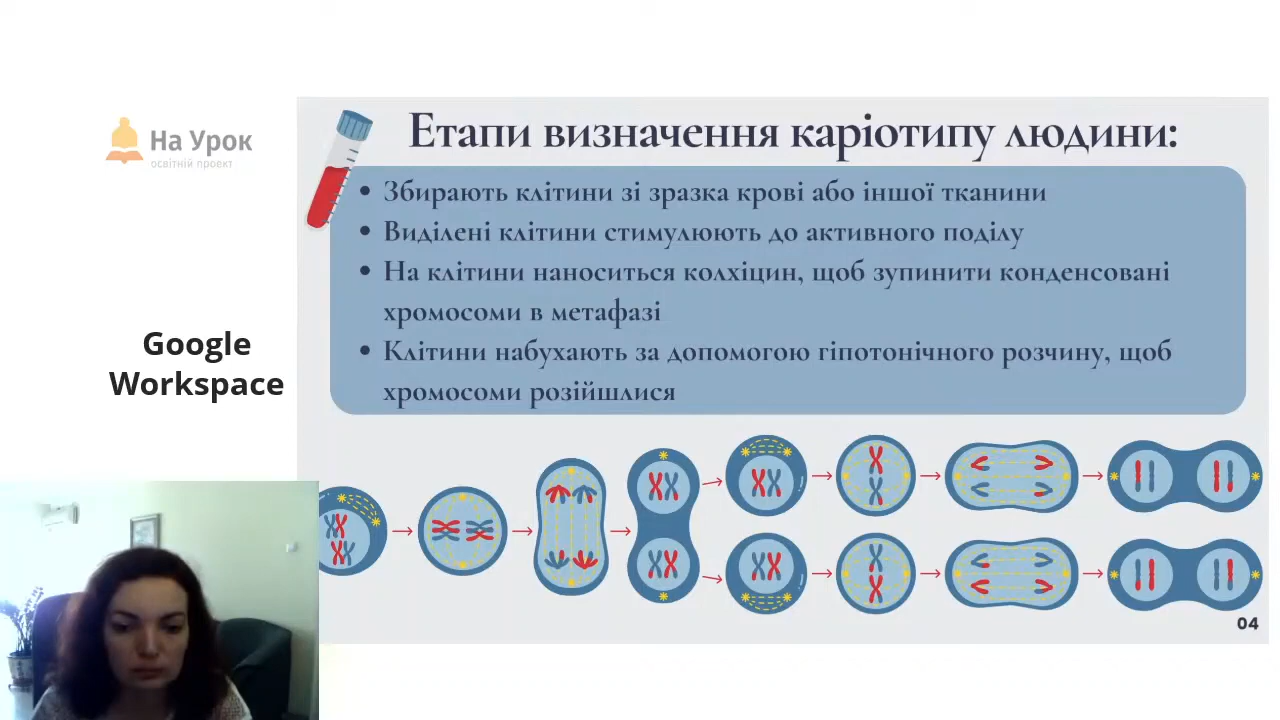 На Урок
освітній проект
Google
Workspace
Етапи визначення каріотипу людини:
• Збирають клітини зі зразка крові або іншої тканини
• Виділені клітини стимулюють до активного поділу
• На клітини наноситься колхіцин, щоб зупинити конденсовані
хромосоми в метафазі
• Клітини набухають за допомогою гіпотонічного розчину, щоб
хромосоми розійшлися
04